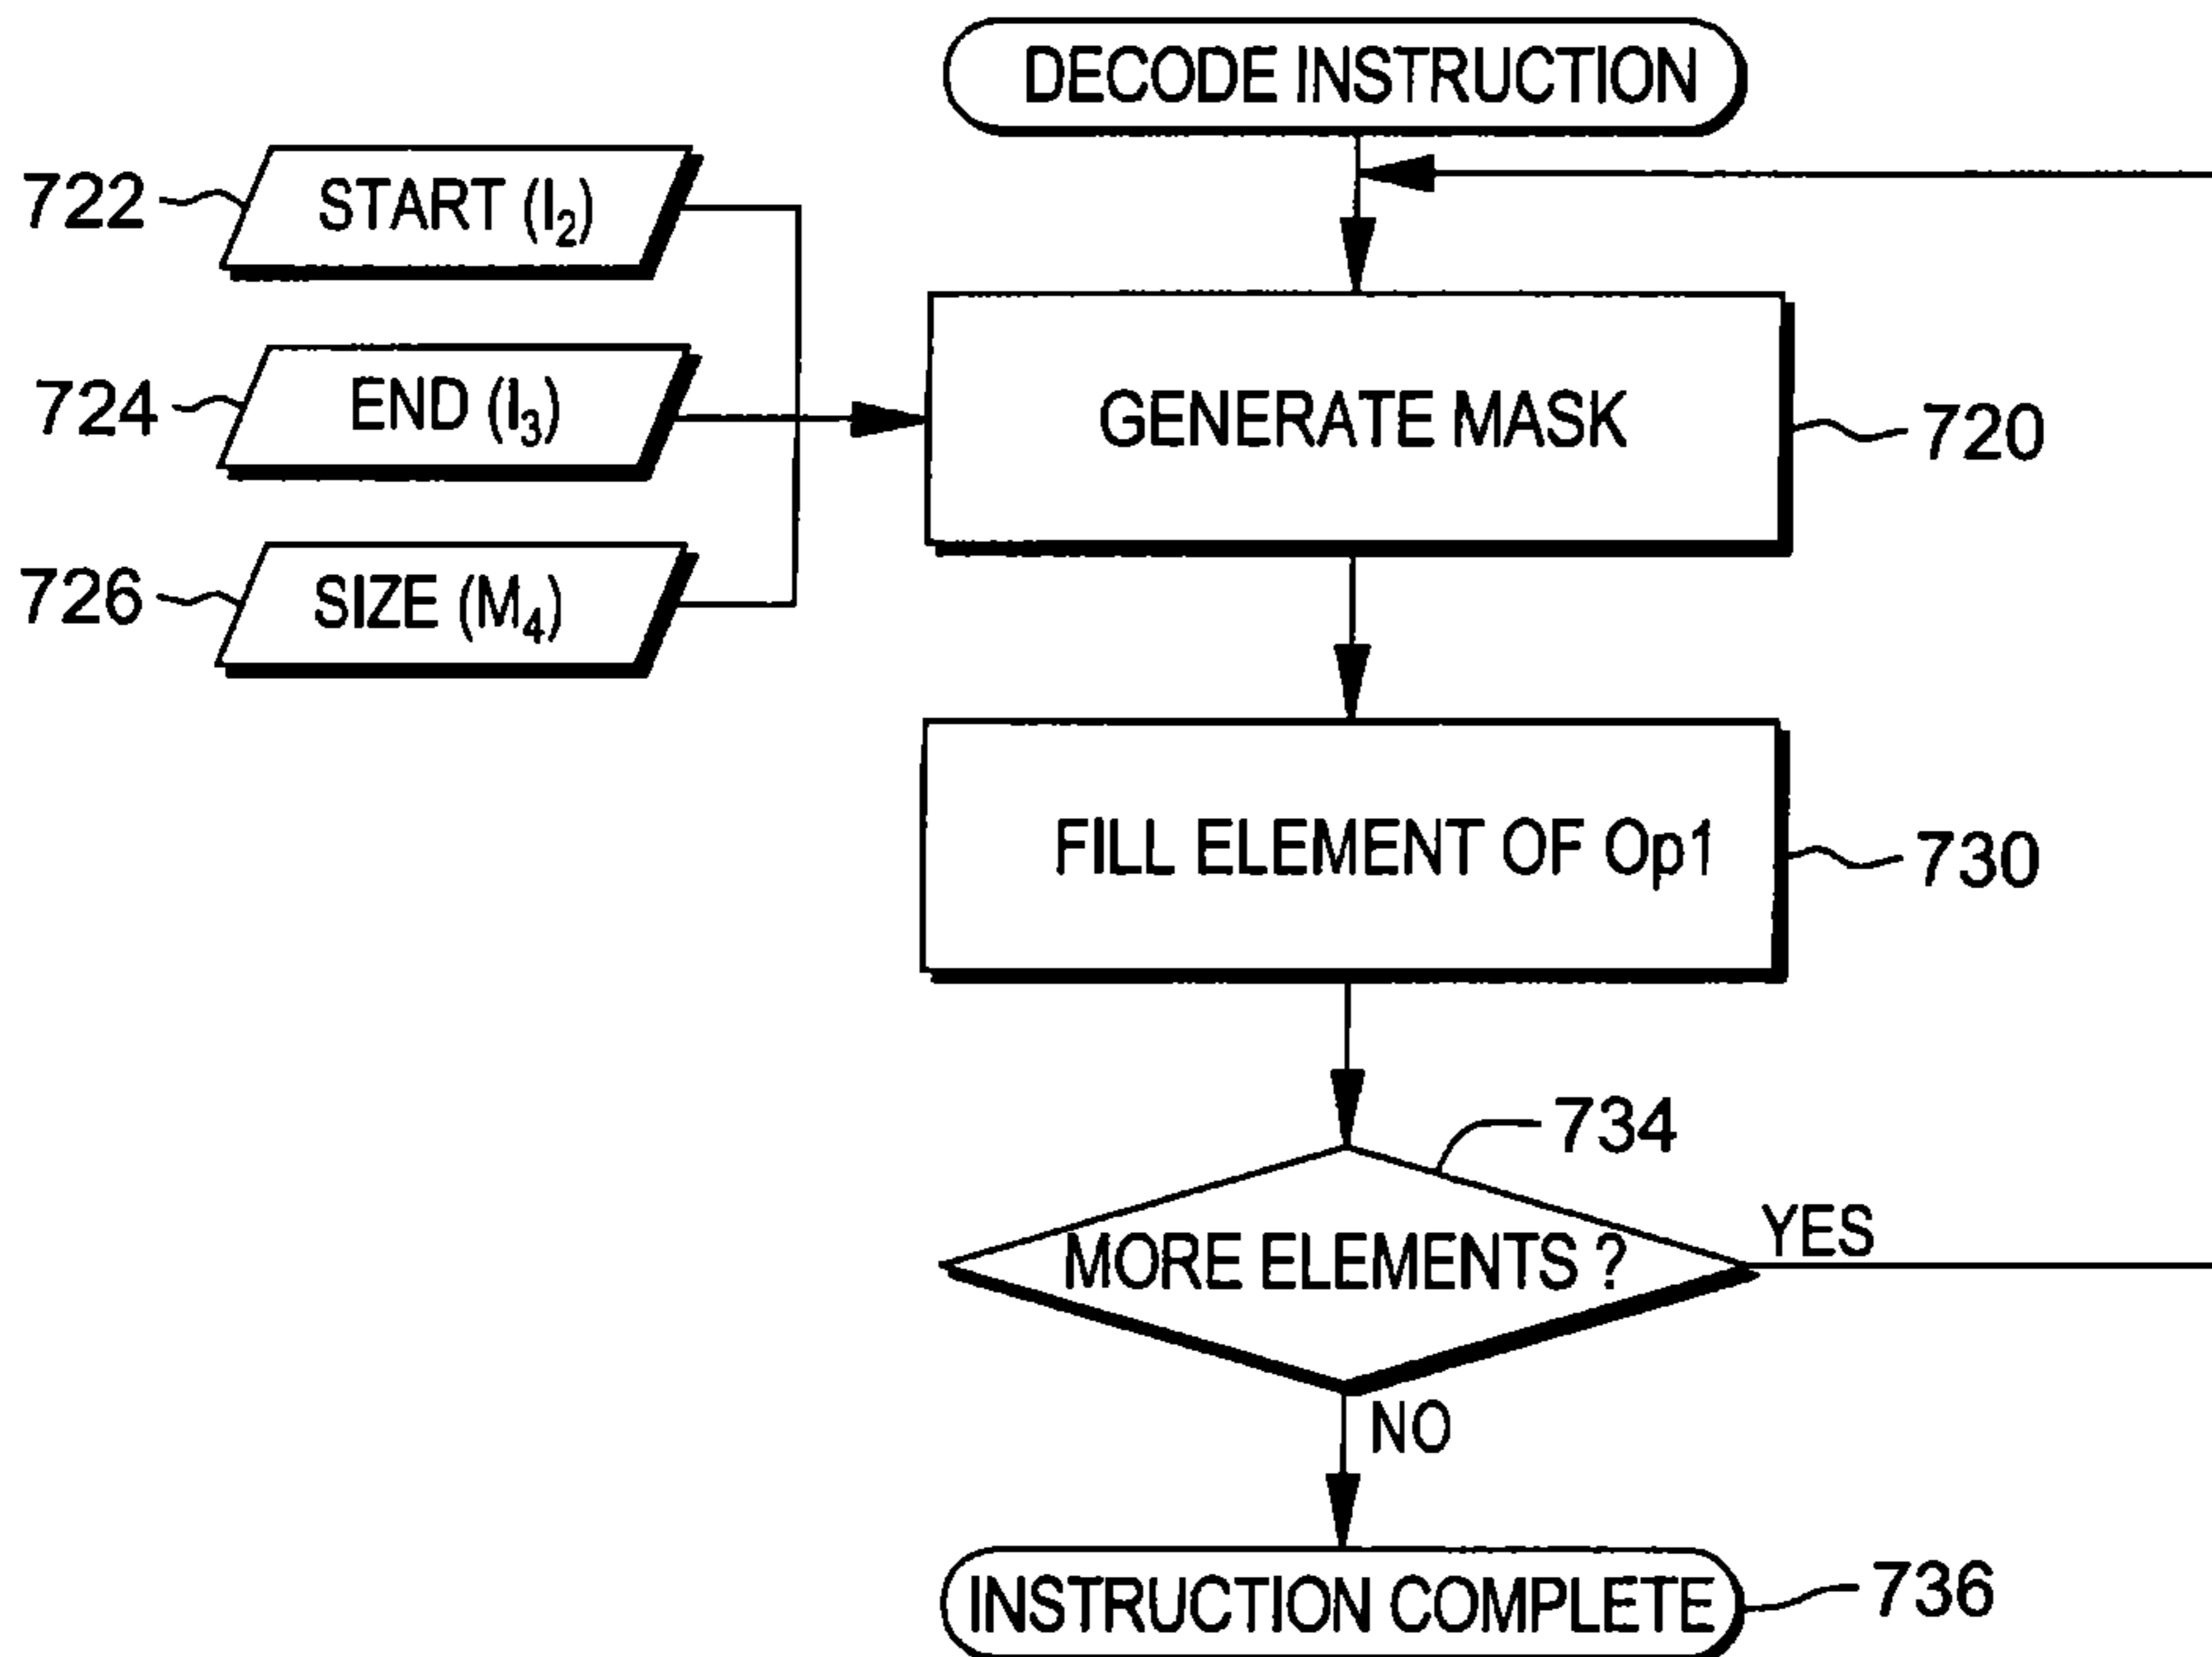 DECODE INSTRUCTION
722
START (I₂)
724
END (I₃)
GENERATE MASK
720
726
SIZE (M₄)
FILL ELEMENT OF Op1
730
734
MORE ELEMENTS ?
YES
NO
INSTRUCTION COMPLETE
736